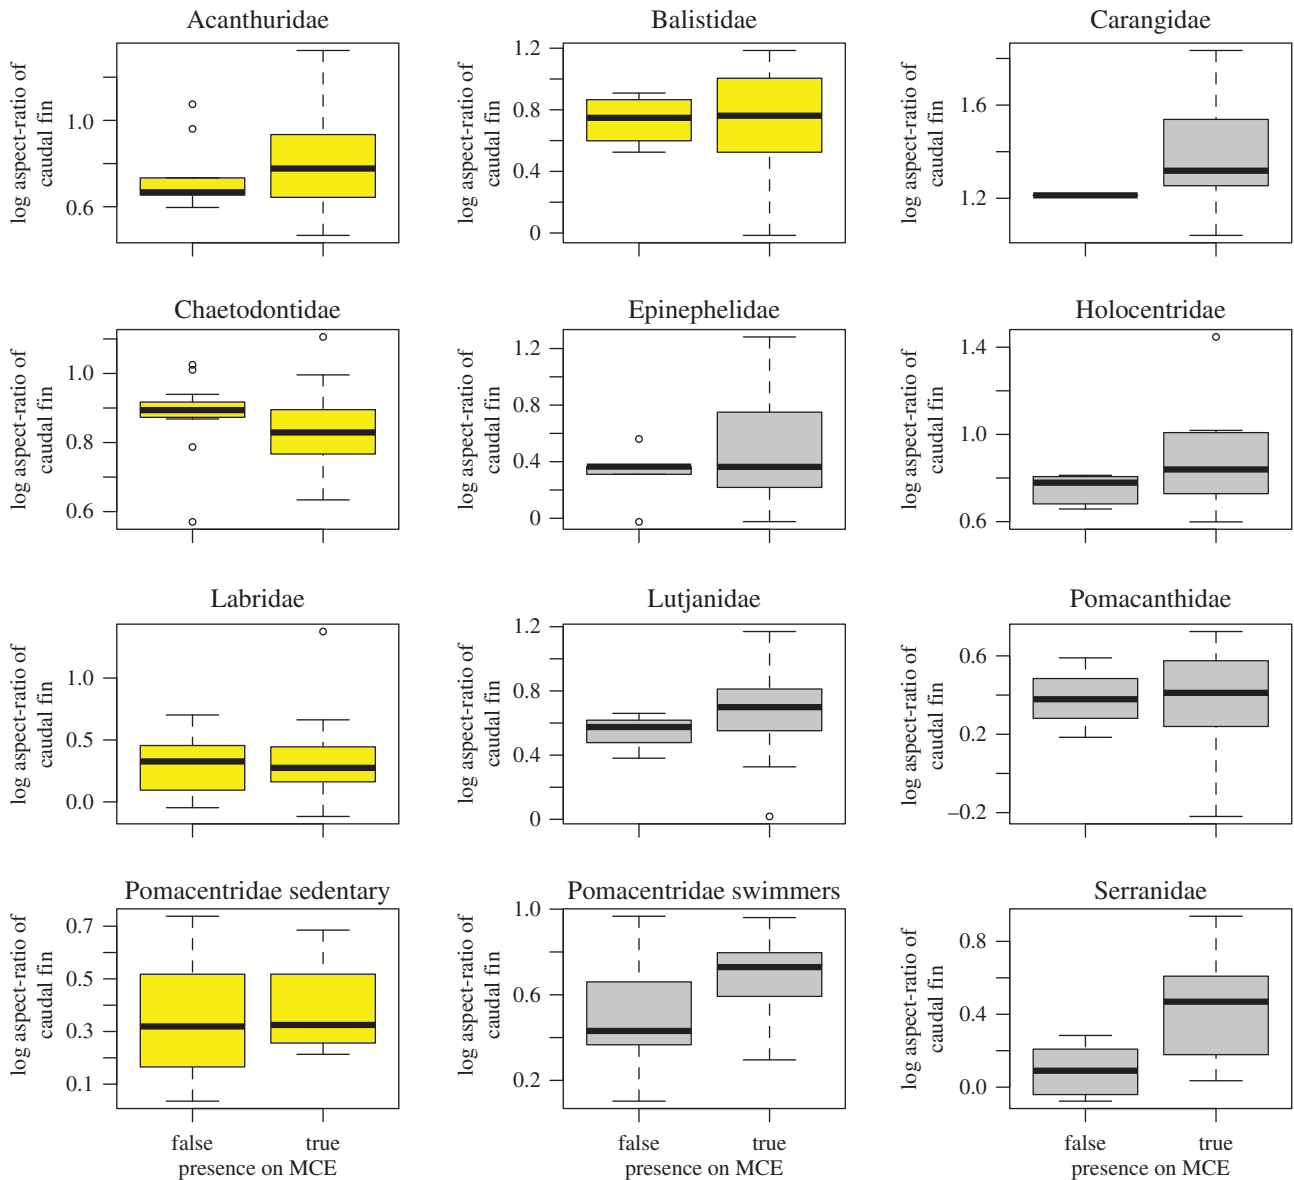 Acanthuridae
Balistidae
Carangidae
log aspect-ratio of
caudal fin
1.0
0.6
log aspect-ratio of
caudal fin
1.2
0.8
0.4
0
log aspect-ratio of
caudal fin
1.6
1.2
Chaetodontidae
Epinephelidae
Holocentridae
log aspect-ratio of
caudal fin
1.0
0.8
0.6
log aspect-ratio of
caudal fin
1.2
0.8
0.4
0
log aspect-ratio of
caudal fin
1.4
1.0
0.6
Labridae
Lutjanidae
Pomacanthidae
log aspect-ratio of
caudal fin
1.0
0.5
0.0
log aspect-ratio of
caudal fin
1.2
0.8
0.4
0
log aspect-ratio of
caudal fin
0.6
0.2
–0.2
Pomacentridae sedentary
Pomacentridae swimmers
Serranidae
log aspect-ratio of
caudal fin
0.7
0.5
0.3
0.1
log aspect-ratio of
caudal fin
1.0
0.6
0.2
log aspect-ratio of
caudal fin
0.8
0.4
0.0
false true
presence on MCE
false true
presence on MCE
false true
presence on MCE